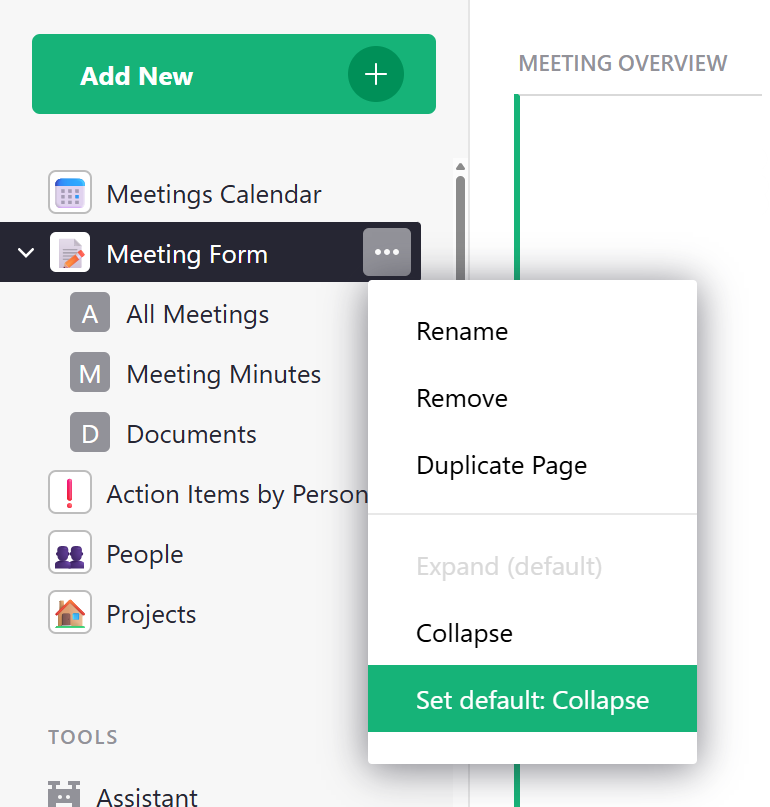 Add New
MEETING OVERVIEW
Meetings Calendar
Meeting Form
A All Meetings
M Meeting Minutes
D Documents
Action Items by Person
People
Projects
TOOLS
Assistant
Rename
Remove
Duplicate Page
Expand (default)
Collapse
Set default: Collapse